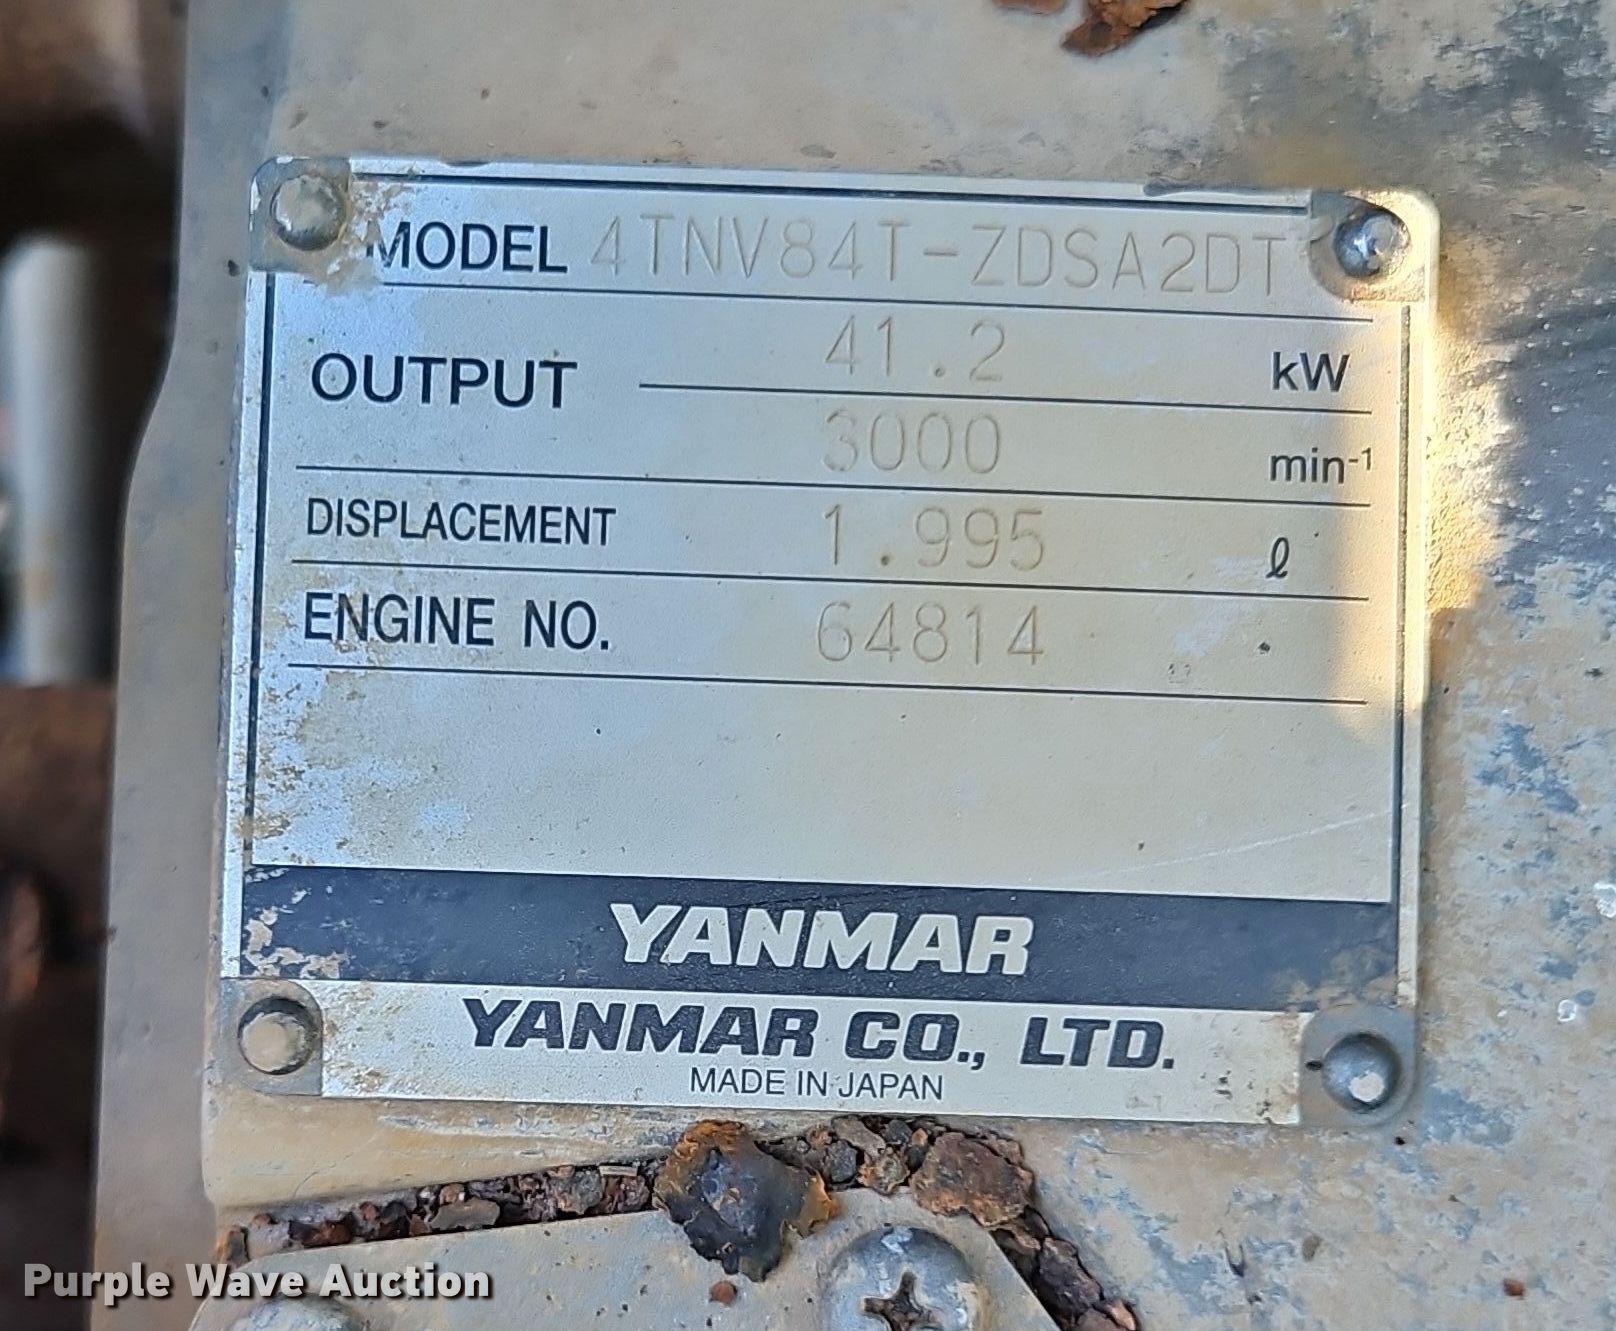 MODEL 4TNV84T-ZDSA2DT
OUTPUT 41.2 kW
3000 min-1
DISPLACEMENT 1.995 ℓ
ENGINE NO. 64814
YANMAR
YANMAR CO., LTD.
MADE IN JAPAN
Purple Wave Auction